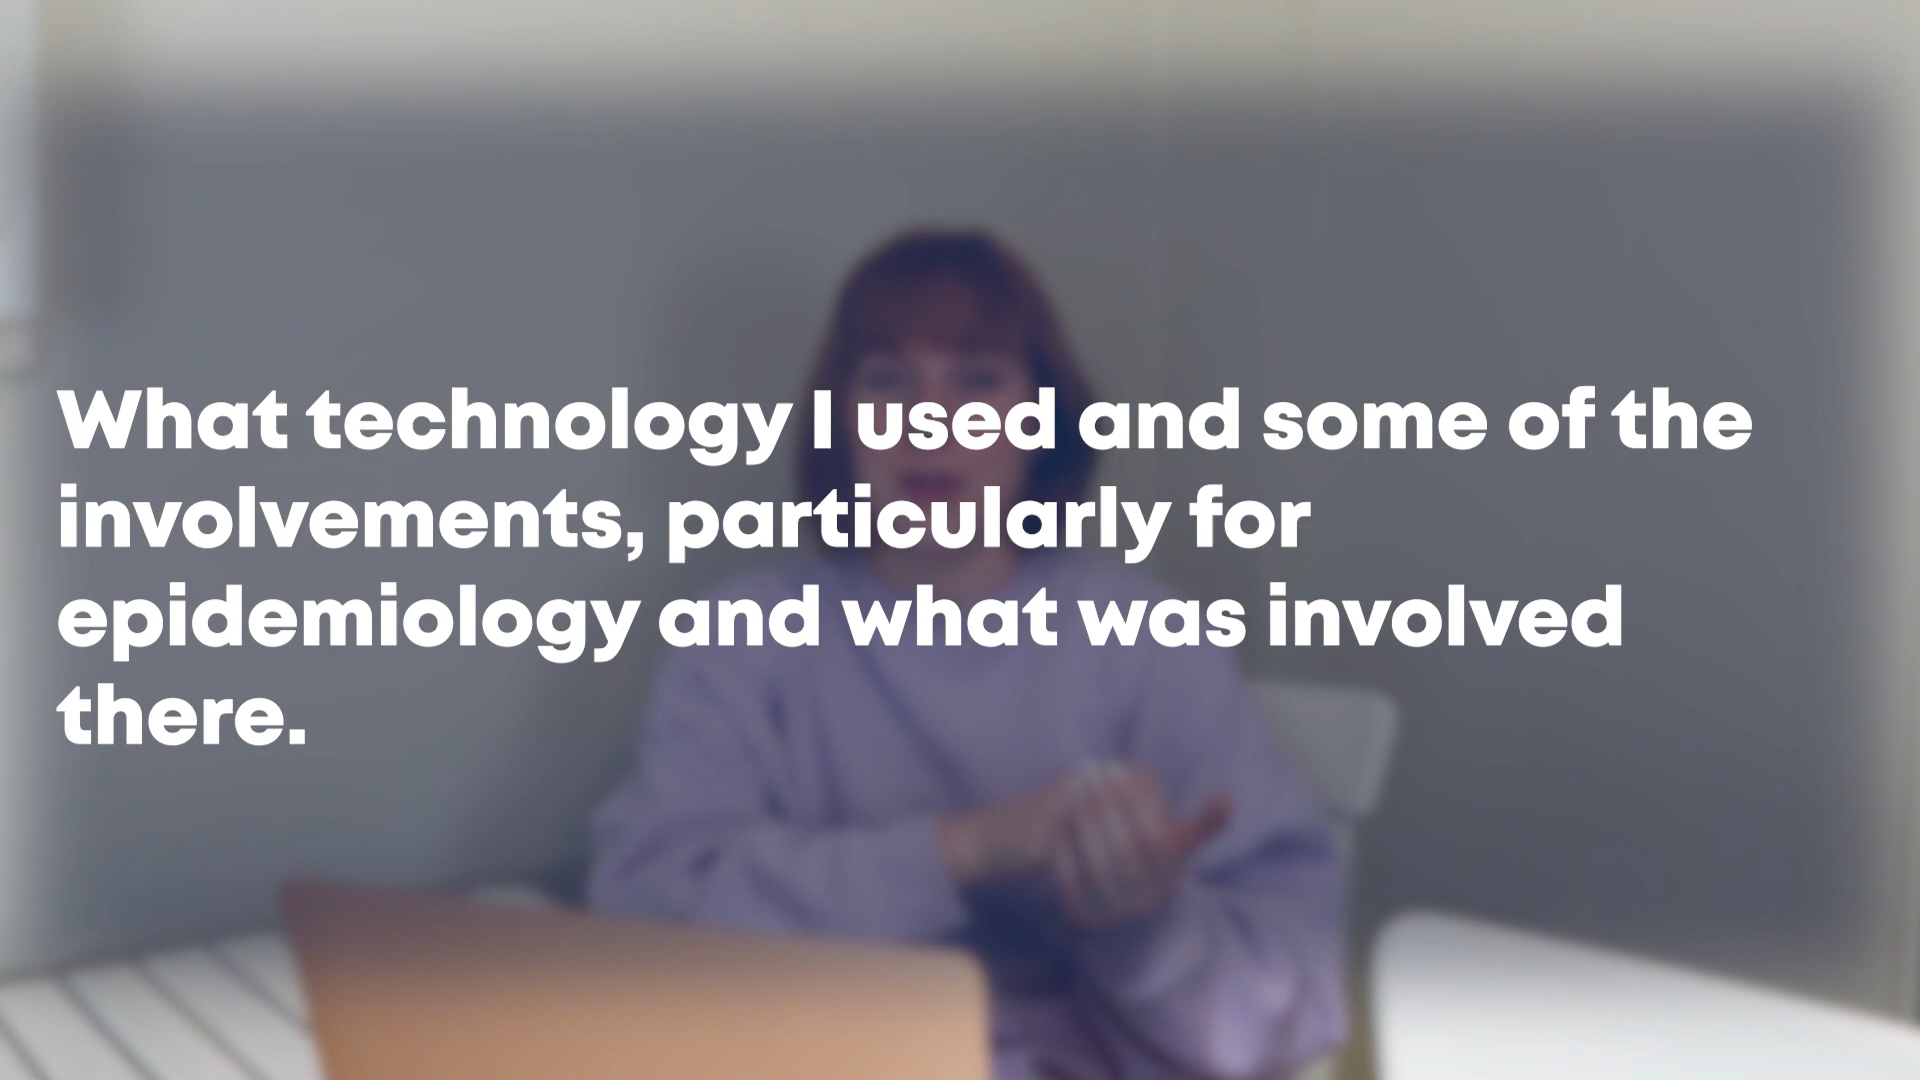 What technology I used and some of the
involvements, particularly for
epidemiology and what was involved
there.